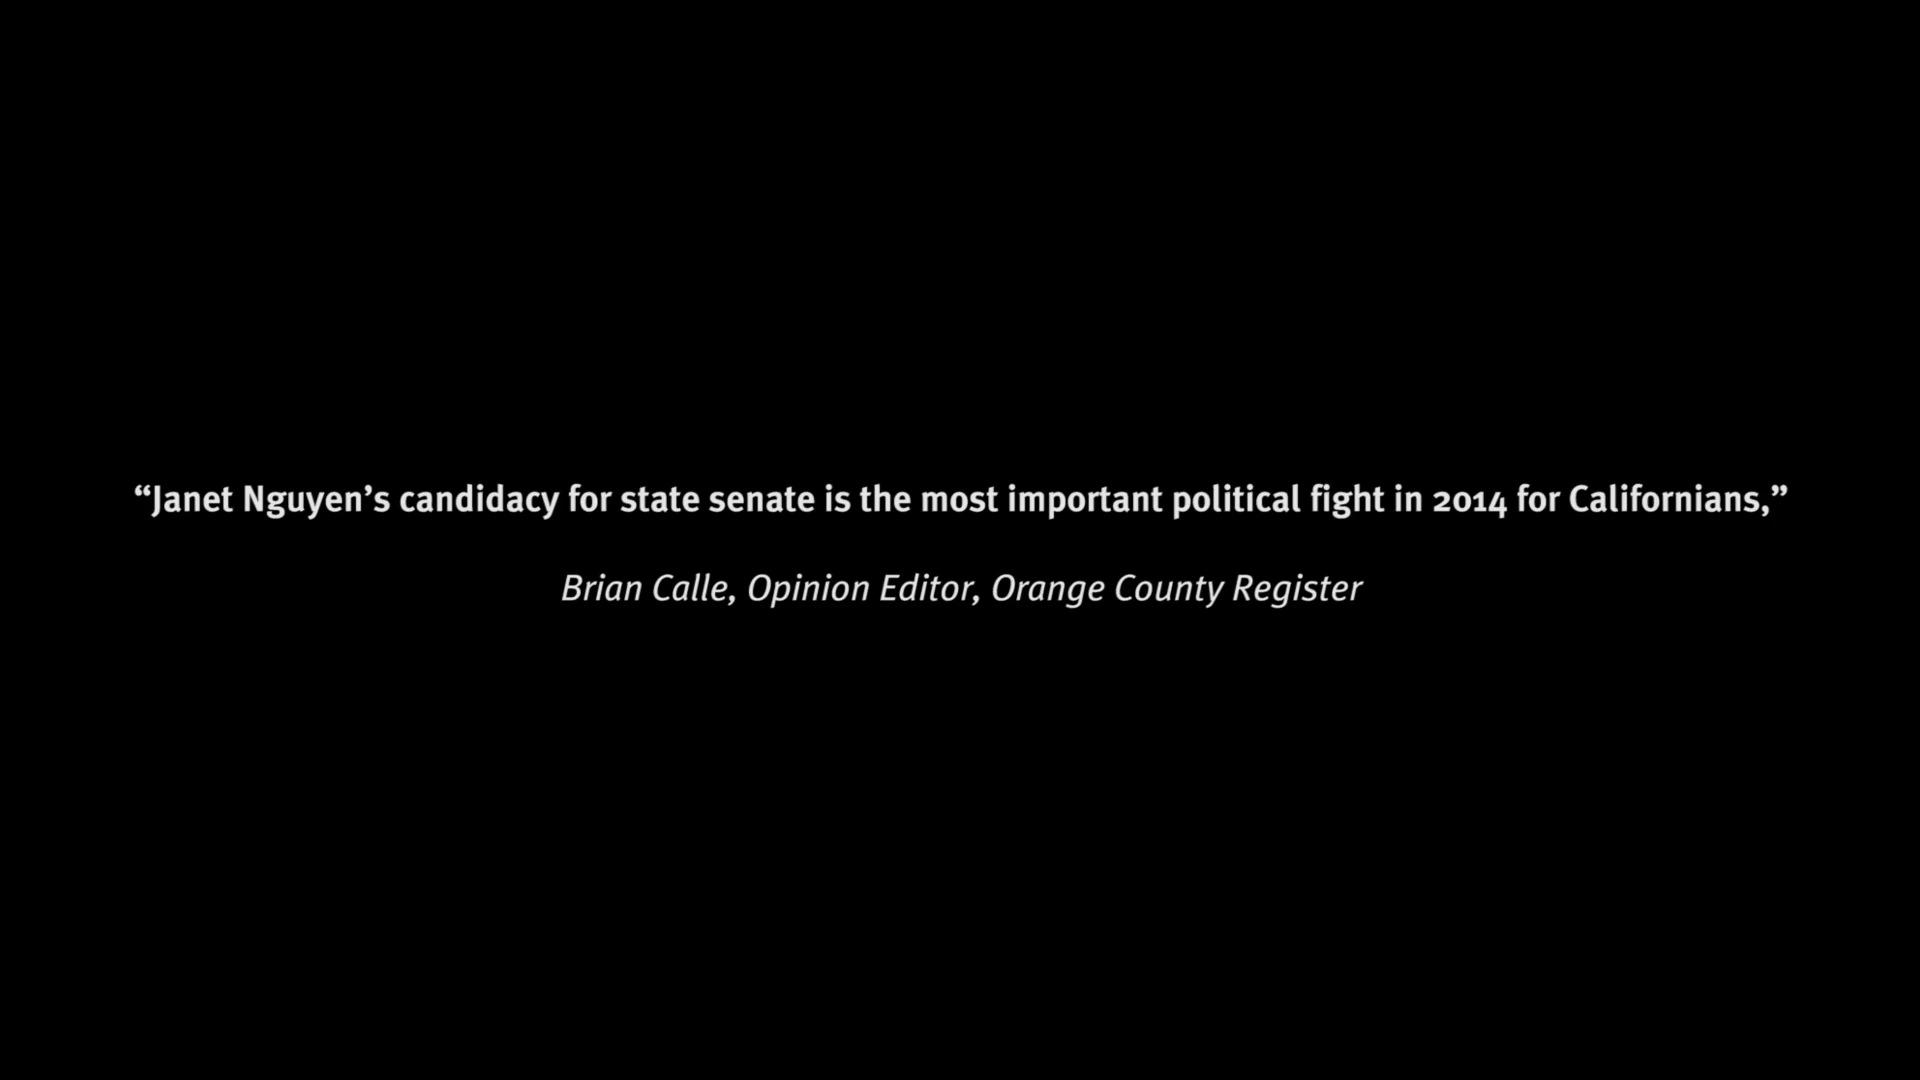 “Janet Nguyen’s candidacy for state senate is the most important political fight in 2014 for Californians,”
Brian Calle, Opinion Editor, Orange County Register